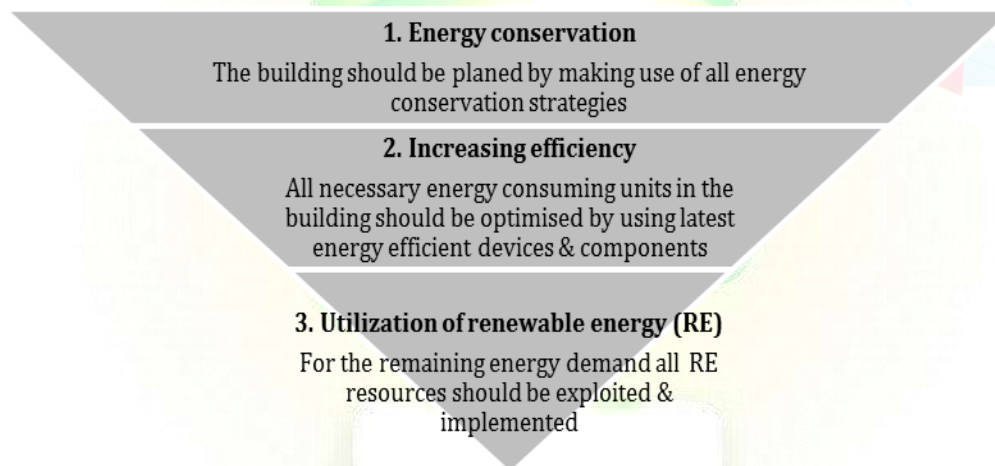 1. Energy conservation
The building should be planed by making use of all energy
conservation strategies
2. Increasing efficiency
All necessary energy consuming units in the
building should be optimised by using latest
energy efficient devices & components
3. Utilization of renewable energy (RE)
For the remaining energy demand all RE
resources should be exploited &
implemented